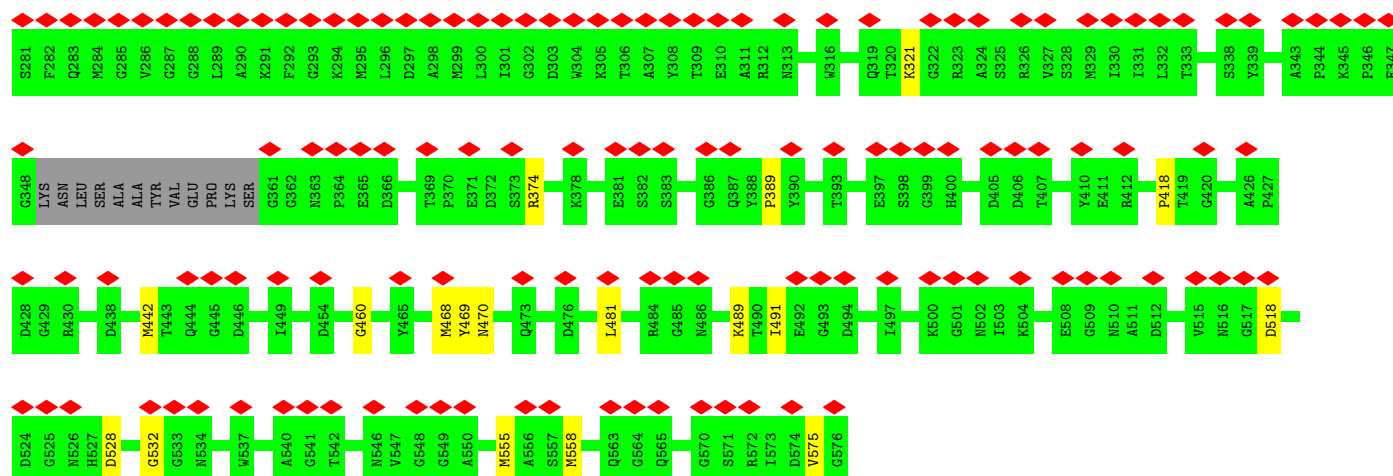 S281 F282 Q283 M284 G285 V286 G287 G288 L289 A290 K291 F292 G293 K294 M295 L296 D297 A298 M299 L300 I301 G302 D303 W304 K305 T306 A307 Y308 T309 E310 A311 R312 N313 W316 Q319 T320 K321 G322 R323 A324 S325 R326 V327 S328 M329 I330 I331 L332 T333 S338 Y339 A343 P344 K345 P346
G348 LYS ASN LEU SER ALA ALA TYR VAL GLU PRO LYS SER G361 G362 N363 P364 E365 D366 T369 P370 E371 D372 S373 R374 K378 E381 S382 S383 G386 Q387 Y388 P389 Y390 T393 E397 S398 G399 H400 D405 D406 T407 Y410 E411 R412 P418 T419 G420 A426 P427
D428 G429 R430 D438 M442 T443 Q444 G445 D446 I449 D454 G460 Y465 M468 Y469 N470 Q473 D476 L481 R484 G485 N486 K489 T490 I491 E492 G493 D494 I497 K500 G501 N502 I503 K504 E508 G509 N510 A511 D512 V515 N516 G517 D518
D524 G525 N526 H527 D528 G532 G533 N534 W537 A540 G541 T542 N546 V547 G548 G549 A550 M555 A556 S557 M558 Q563 G564 Q565 G570 S571 R572 I573 D574 V575 G576